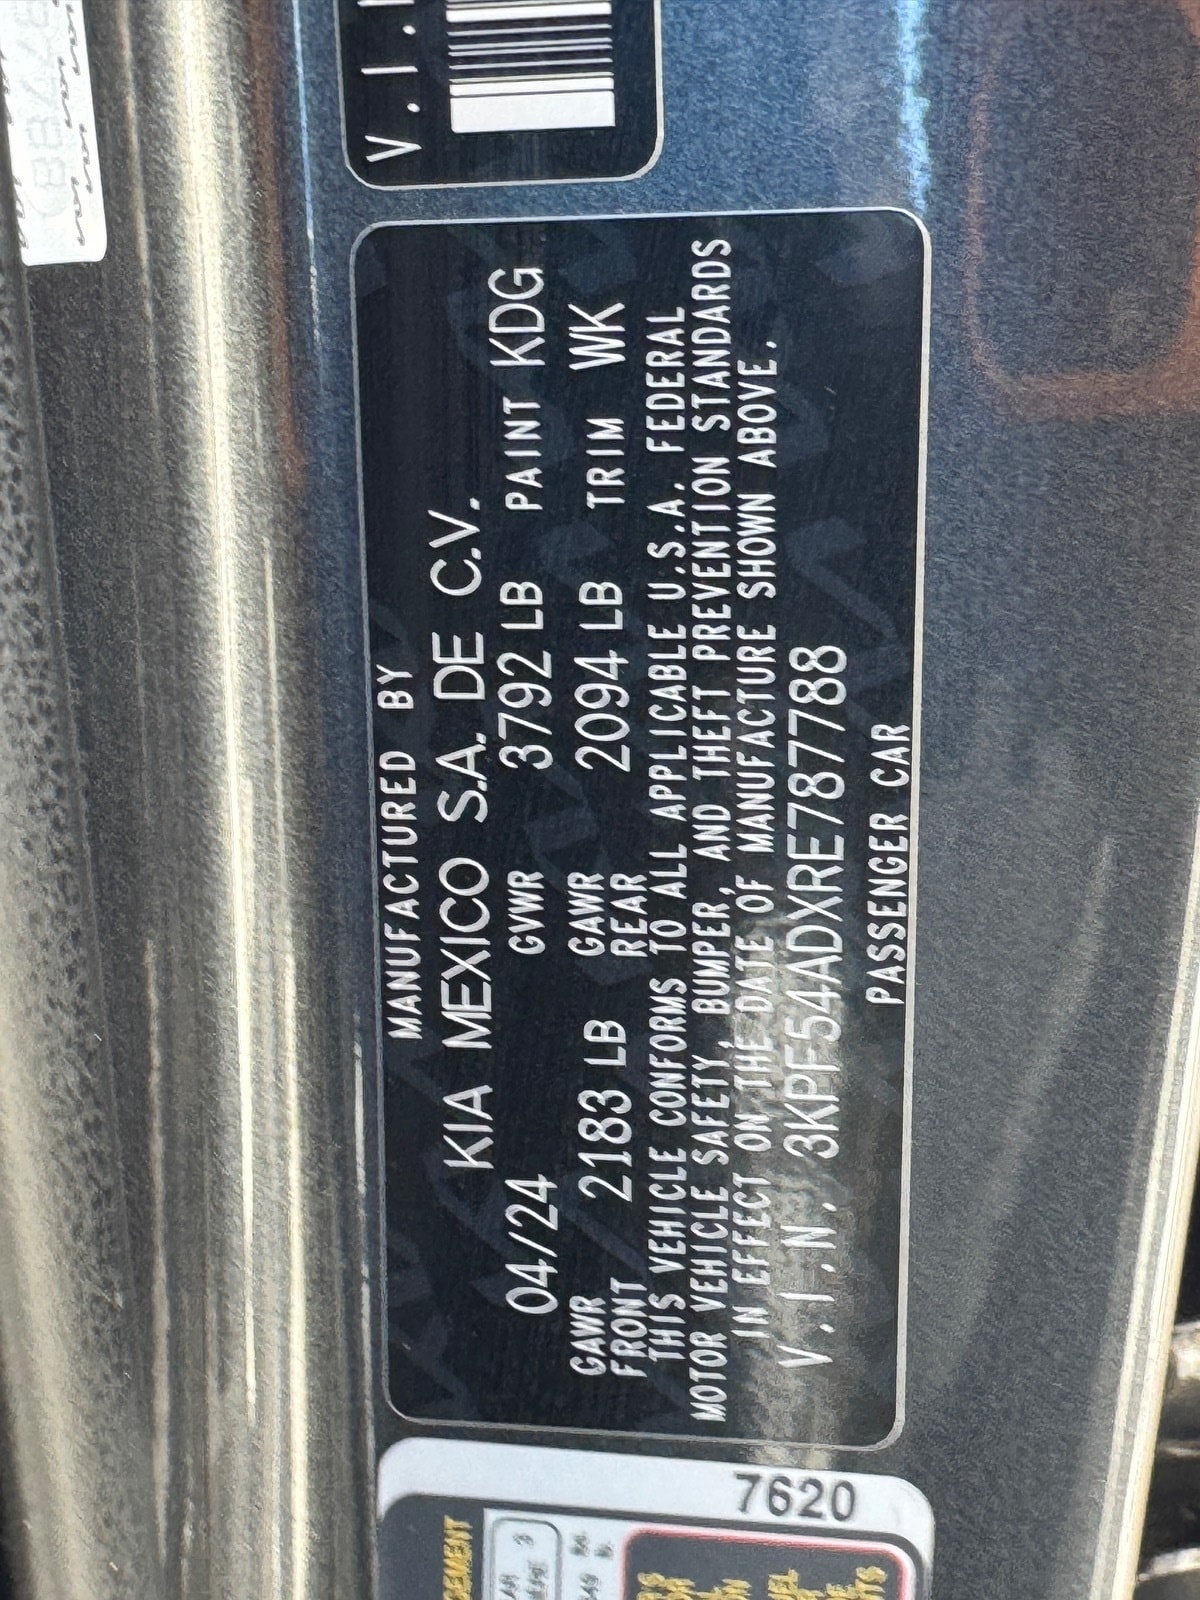 V.I.
MANUFACTURED BY
KIA MEXICO S.A. DE C.V.
04/24 GVWR 3792 LB PAINT KDG
GAWR FRONT 2183 LB GAWR REAR 2094 LB TRIM WK
THIS VEHICLE CONFORMS TO ALL APPLICABLE U.S.A. FEDERAL
MOTOR VEHICLE SAFETY, BUMPER, AND THEFT PREVENTION STANDARDS
IN EFFECT ON THE DATE OF MANUFACTURE SHOWN ABOVE.
V.I.N. 3KPF54ADXRE787788
PASSENGER CAR
7620